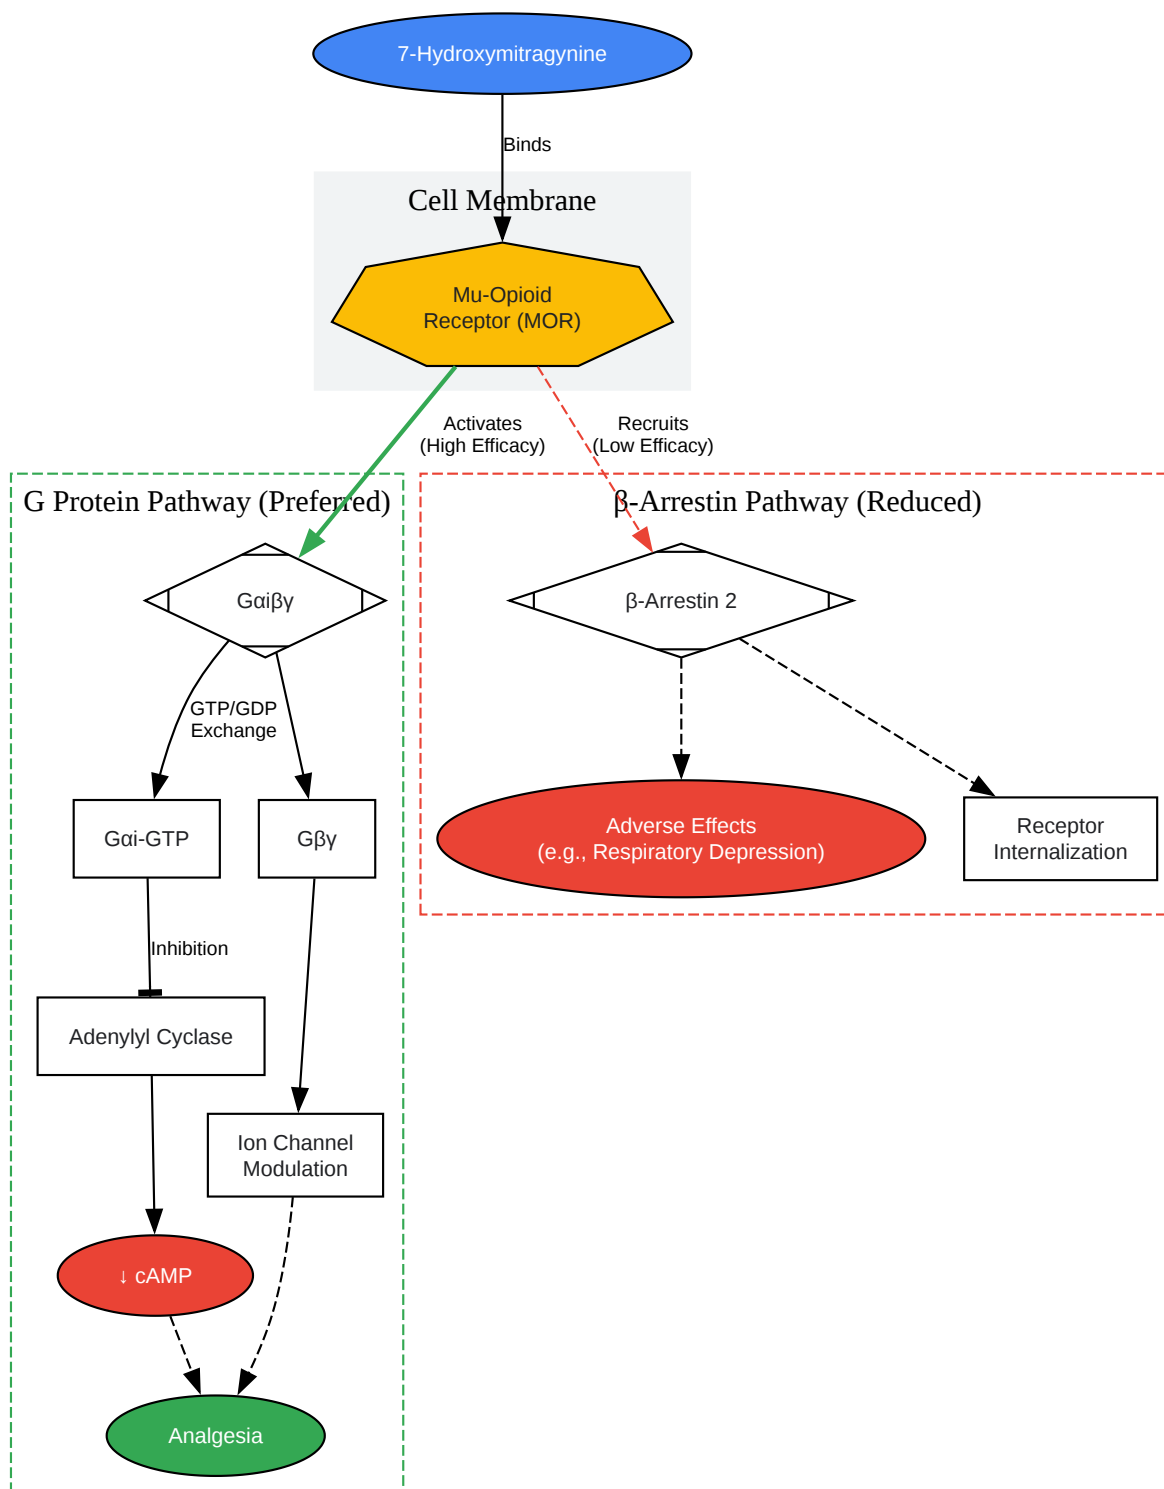 7-Hydroxymitragynine
Binds
Cell Membrane
Mu-Opioid
Receptor (MOR)
Activates
(High Efficacy)
Recruits
(Low Efficacy)
G Protein Pathway (Preferred)
β-Arrestin Pathway (Reduced)
Gαiβγ
β-Arrestin 2
GTP/GDP
Exchange
Gαi-GTP
Gβγ
Adverse Effects
(e.g., Respiratory Depression)
Receptor
Internalization
Inhibition
Adenylyl Cyclase
Ion Channel
Modulation
↓ cAMP
Analgesia